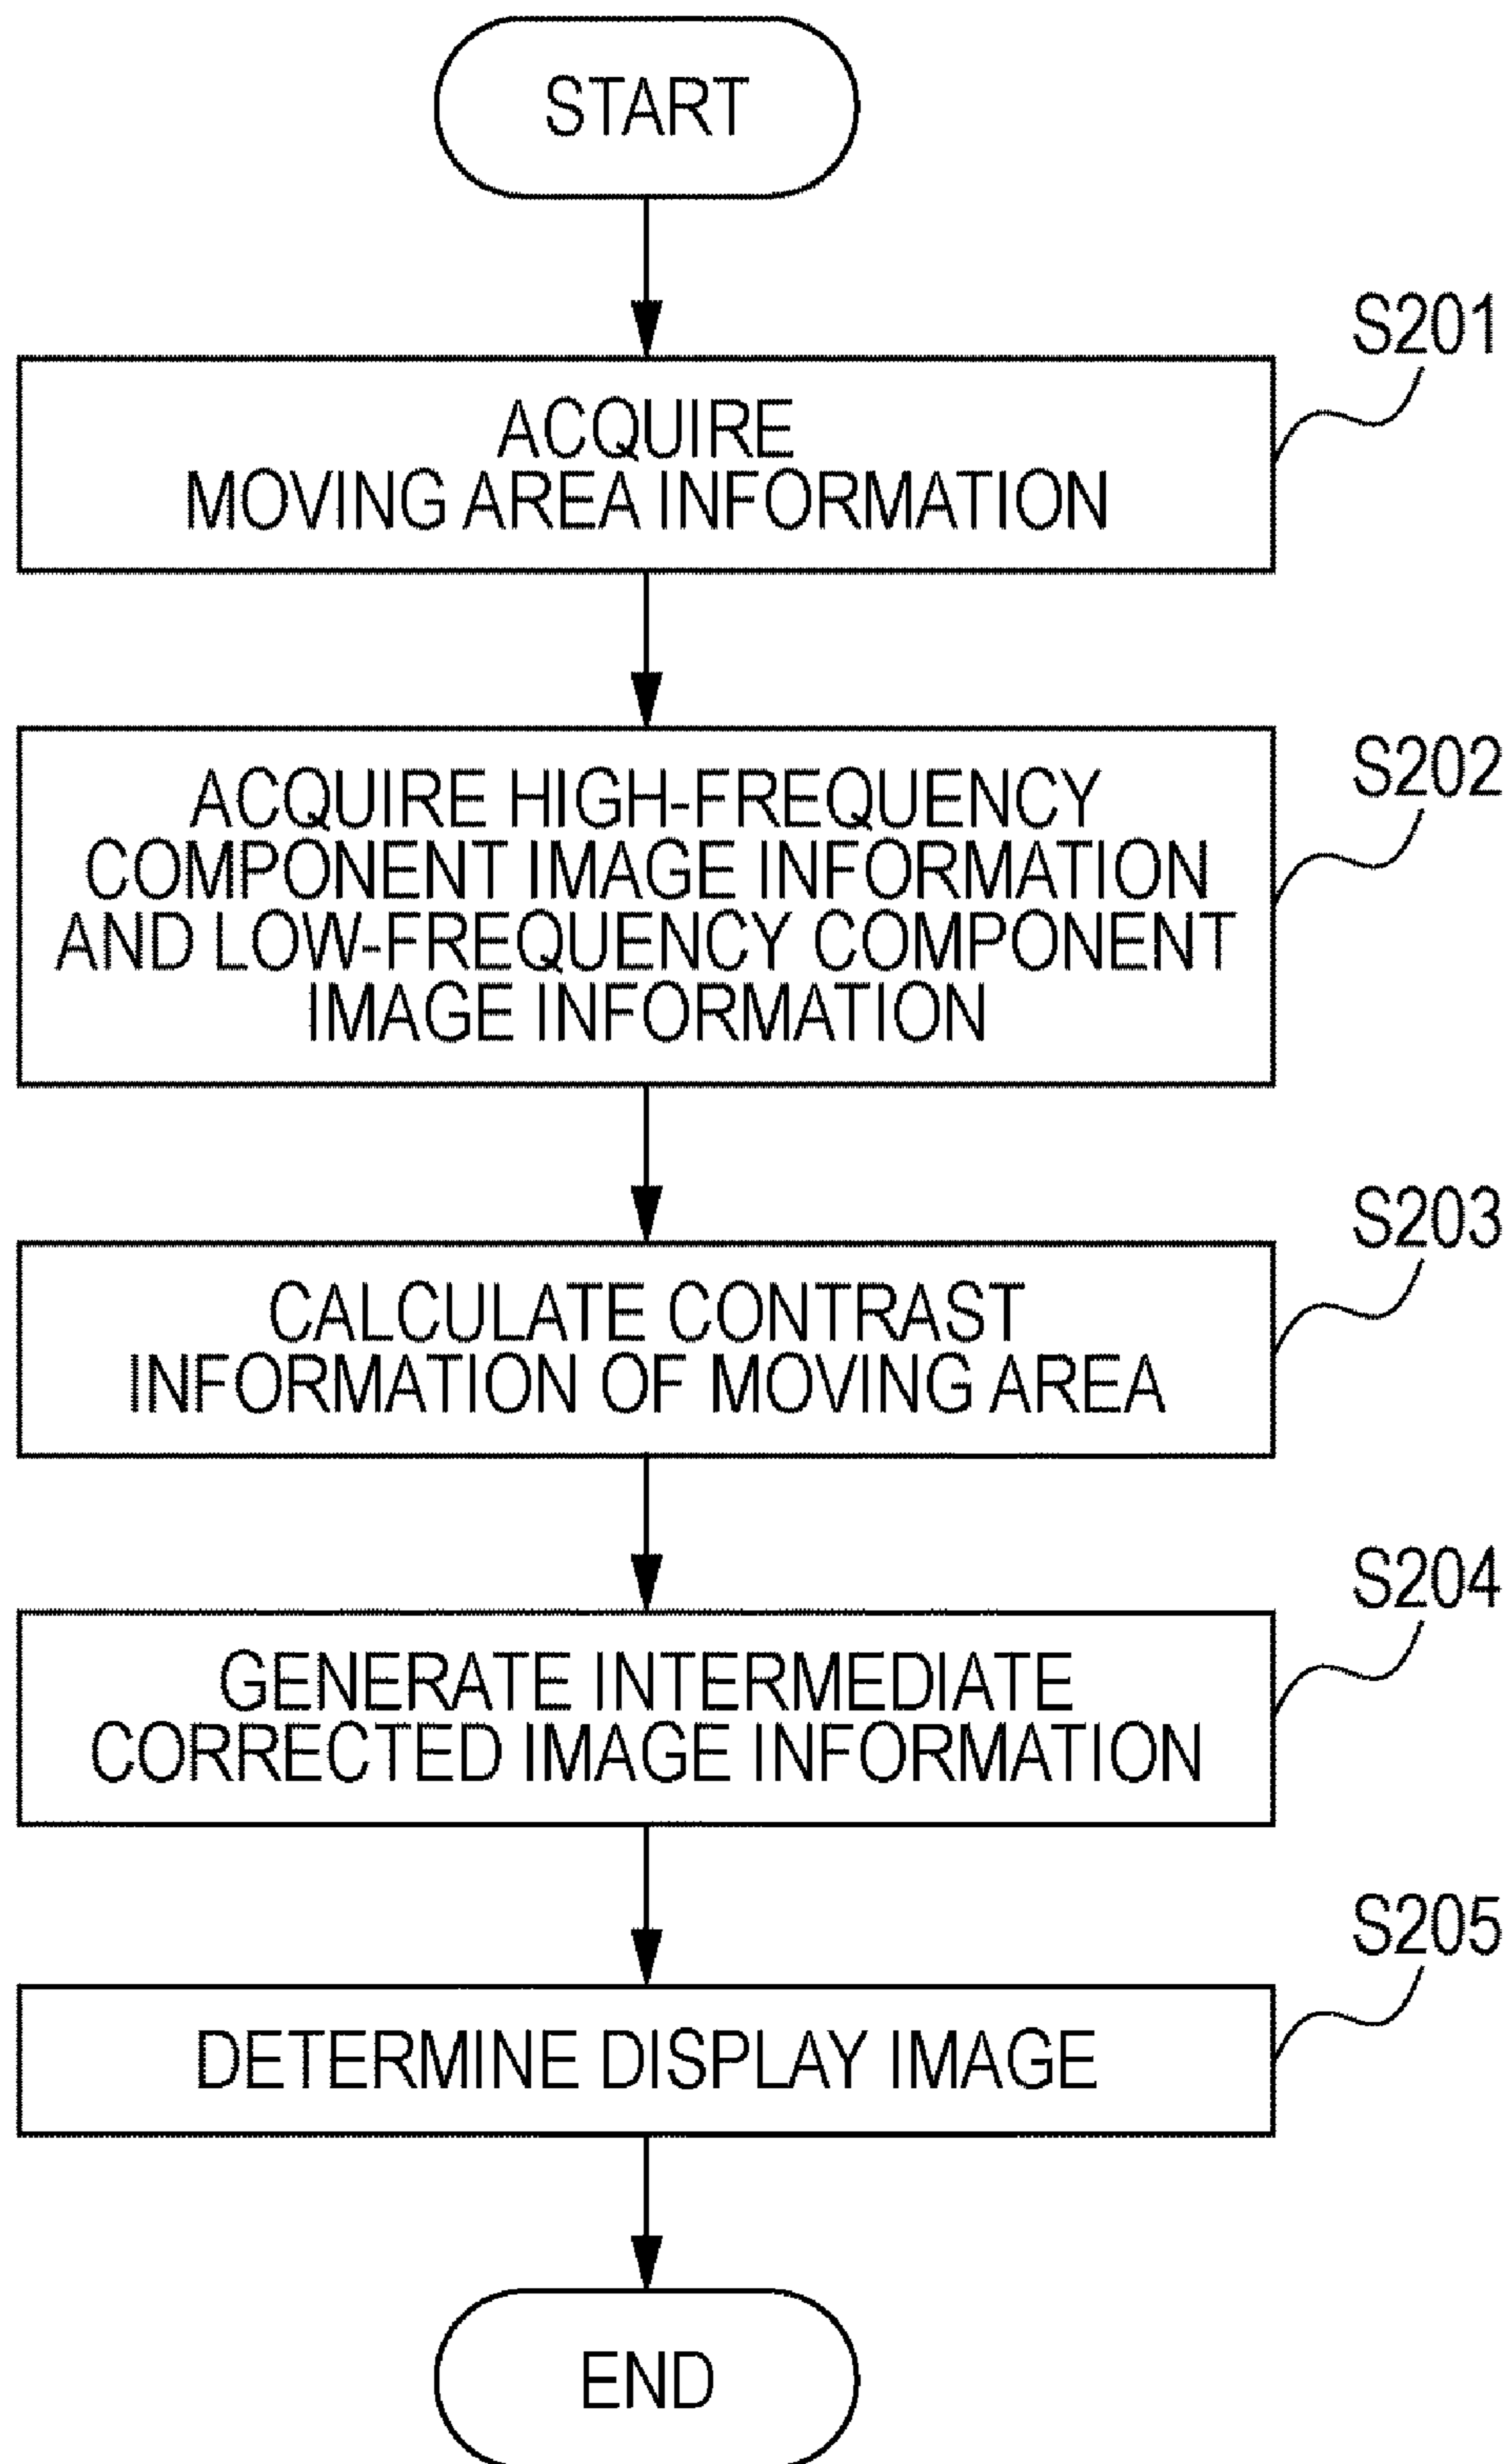 START
S201
ACQUIRE
MOVING AREA INFORMATION
S202
ACQUIRE HIGH-FREQUENCY
COMPONENT IMAGE INFORMATION
AND LOW-FREQUENCY COMPONENT
IMAGE INFORMATION
S203
CALCULATE CONTRAST
INFORMATION OF MOVING AREA
S204
GENERATE INTERMEDIATE
CORRECTED IMAGE INFORMATION
S205
DETERMINE DISPLAY IMAGE
END